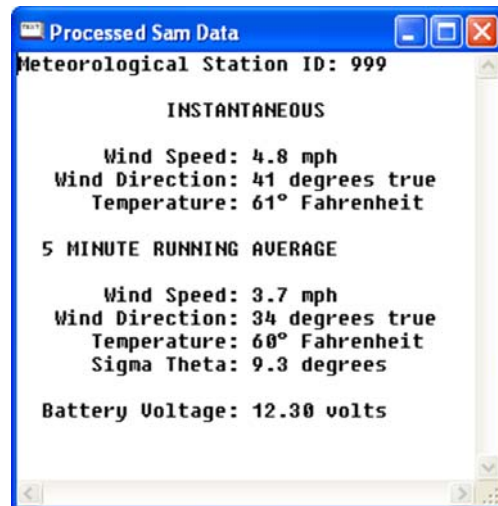 Processed Sam Data
Meteorological Station ID: 999
INSTANTANEOUS
Wind Speed: 4.8 mph
Wind Direction: 41 degrees true
Temperature: 61° Fahrenheit
5 MINUTE RUNNING AVERAGE
Wind Speed: 3.7 mph
Wind Direction: 34 degrees true
Temperature: 60° Fahrenheit
Sigma Theta: 9.3 degrees
Battery Voltage: 12.30 volts